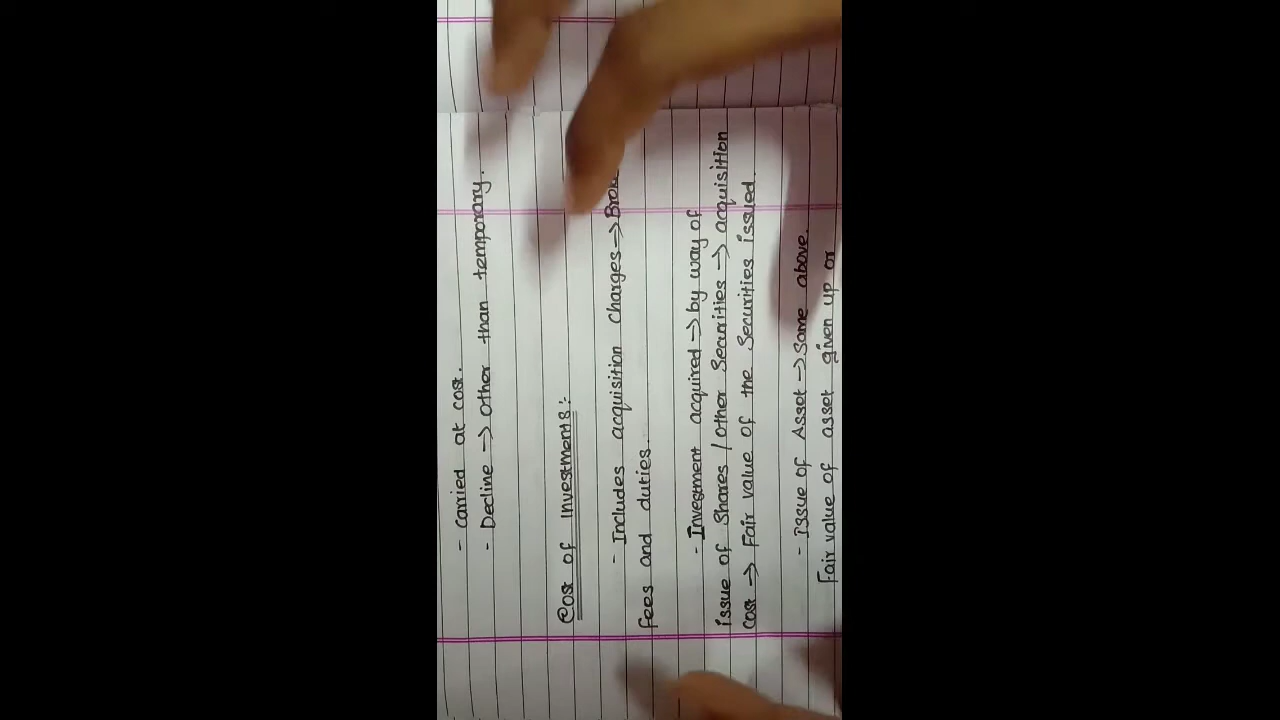 - carried at cost.
- Decline → Other than temporary.
Cost of Investments:-
- Includes acquisition charges →
fees and duties.
- Investment acquired → by way of
issue of shares / other securities → acquisition
cost → Fair value of the securities issued.
- Issue of Asset → Same above.
Fair value of asset given up or